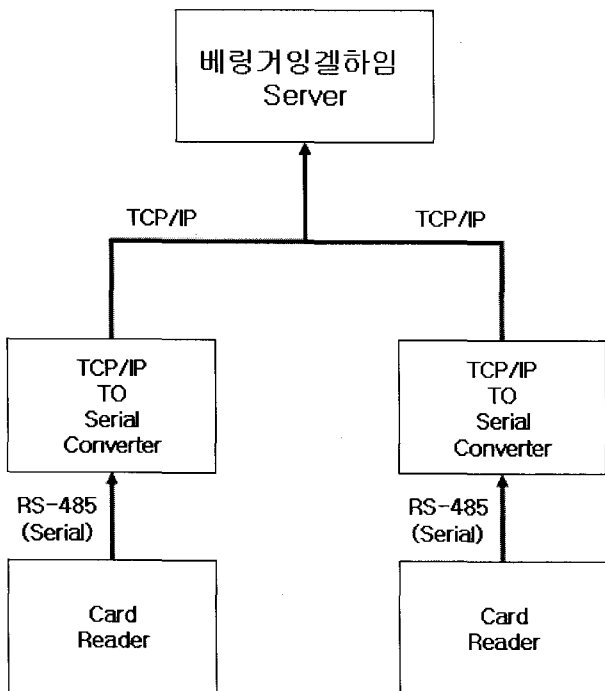 베링거잉겔하임
Server
TCP/IP
TCP/IP
TCP/IP
TO
Serial
Converter
TCP/IP
TO
Serial
Converter
RS-485
(Serial)
RS-485
(Serial)
Card
Reader
Card
Reader